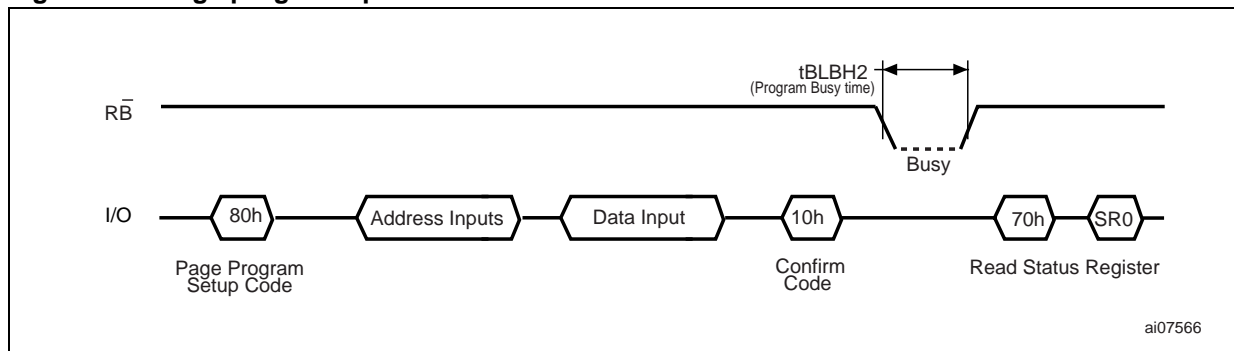 tBLBH2
(Program Busy time)
RB̅
Busy
I/O
80h
Address Inputs
Data Input
10h
70h
SR0
Page Program
Setup Code
Confirm
Code
Read Status Register
ai07566